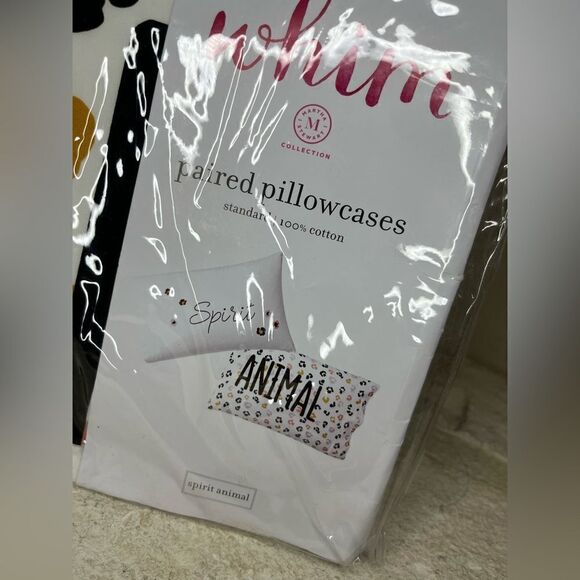 whim
MARTHA
M
STEWART
COLLECTION
paired pillowcases
standard | 100% cotton
Spirit
ANIMAL
spirit animal